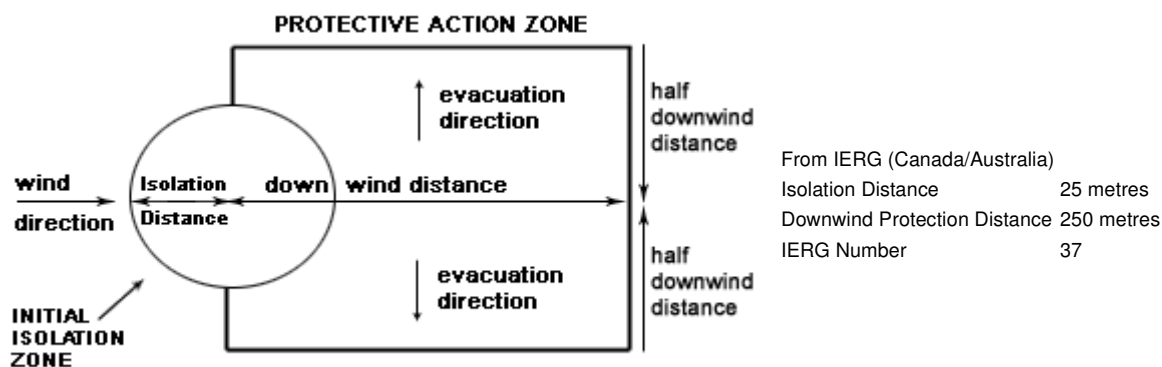 PROTECTIVE ACTION ZONE
evacuation
direction
half
downwind
distance
wind
direction
Isolation
Distance
down wind distance
evacuation
direction
half
downwind
distance
INITIAL
ISOLATION
ZONE
From IERG (Canada/Australia)
Isolation Distance 25 metres
Downwind Protection Distance 250 metres
IERG Number 37